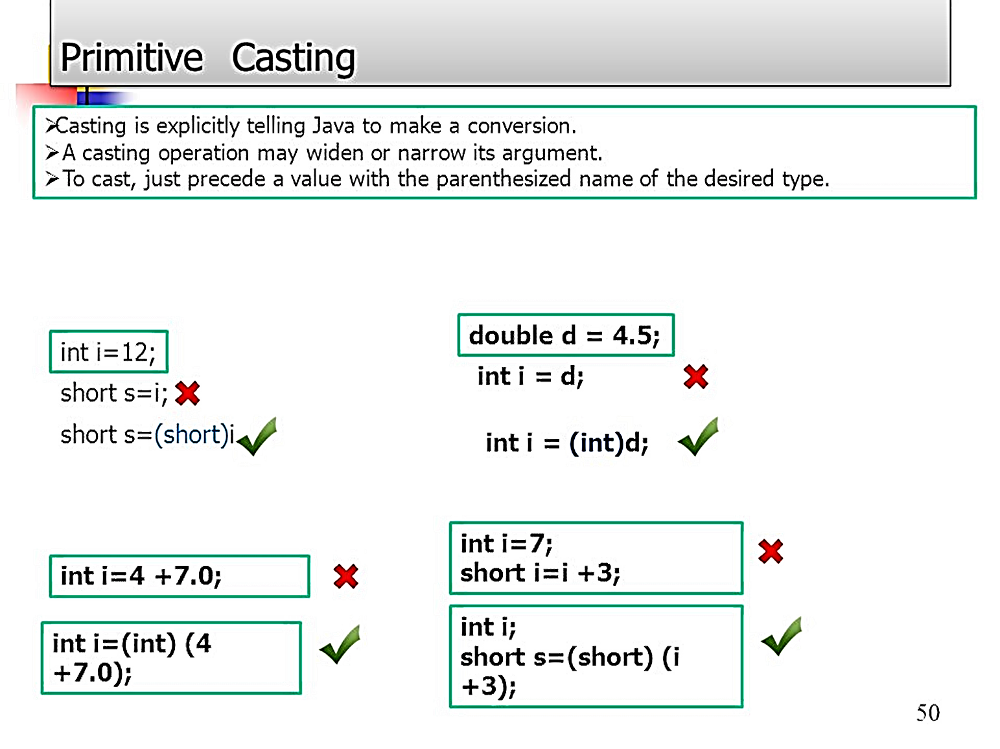 Primitive Casting
➢Casting is explicitly telling Java to make a conversion.
➢A casting operation may widen or narrow its argument.
➢To cast, just precede a value with the parenthesized name of the desired type.
int i=12;
short s=i;
short s=(short)i
double d = 4.5;
int i = d;
int i = (int)d;
int i=4 +7.0;
int i=(int) (4
+7.0);
int i=7;
short i=i +3;
int i;
short s=(short) (i
+3);
50